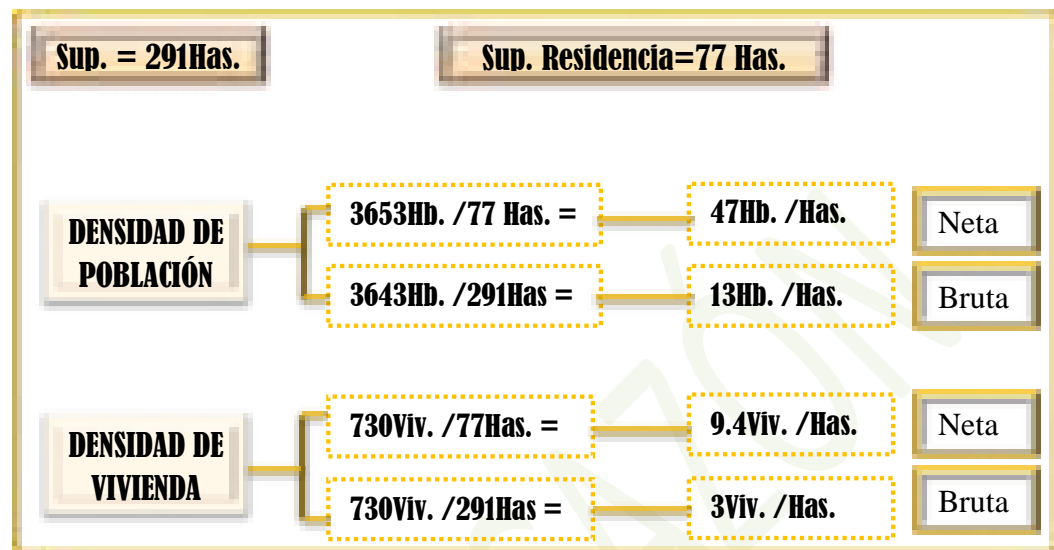 Sup. = 291Has.
Sup. Residencia=77 Has.
DENSIDAD DE
POBLACIÓN
3653Hb. /77 Has. =
47Hb. /Has.
Neta
3643Hb. /291Has =
13Hb. /Has.
Bruta
DENSIDAD DE
VIVIENDA
730Viv. /77Has. =
9.4Viv. /Has.
Neta
730Viv. /291Has =
3Viv. /Has.
Bruta